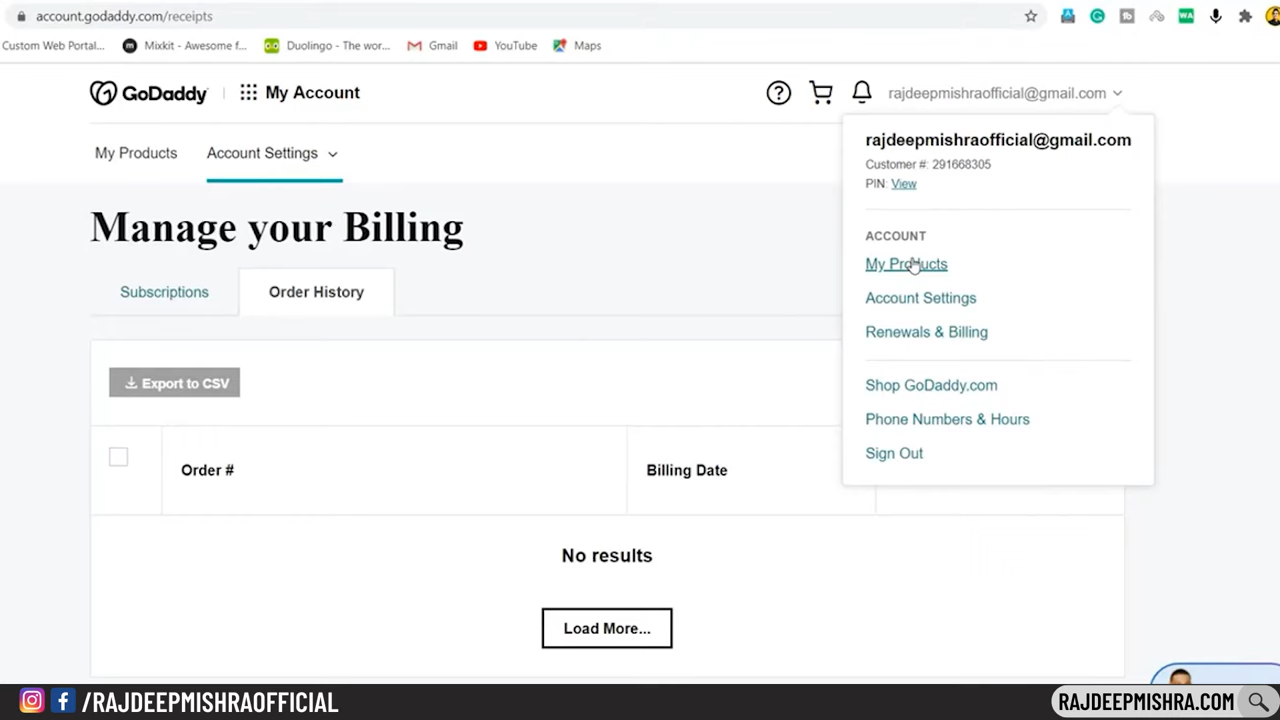 account.godaddy.com/receipts
Custom Web Portal...
Mixkit - Awesome f...
Duolingo - The wor...
Gmail
YouTube
Maps
GoDaddy
My Account
rajdeepmishraofficial@gmail.com
My Products
Account Settings
rajdeepmishraofficial@gmail.com
Customer #: 291668305
PIN: View
ACCOUNT
My Products
Account Settings
Renewals & Billing
Shop GoDaddy.com
Phone Numbers & Hours
Sign Out
Manage your Billing
Subscriptions
Order History
Export to CSV
Order #
Billing Date
No results
Load More...
/RAJDEEPMISHRAOFFICIAL
RAJDEEPMISHRA.COM